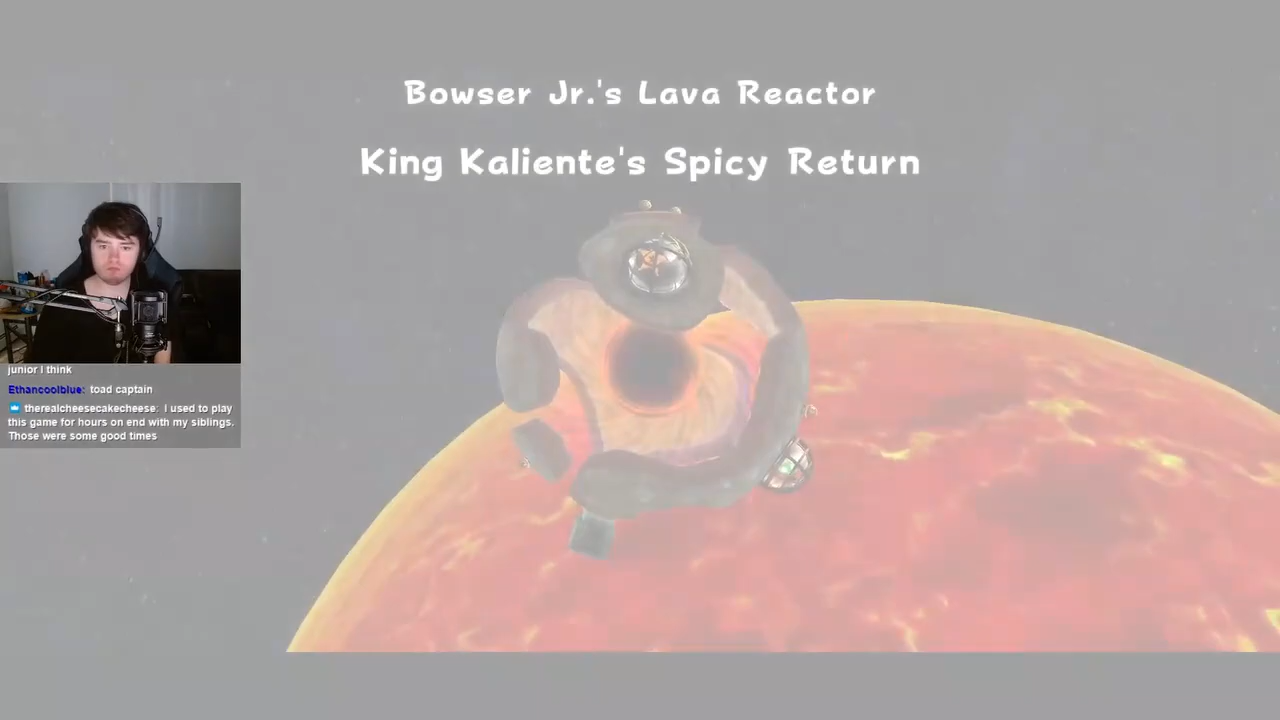 Bowser Jr.'s Lava Reactor
King Kaliente's Spicy Return
junior I think
Ethancoolblue: toad captain
therealcheesecakecheese: I used to play
this game for hours on end with my siblings.
Those were some good times